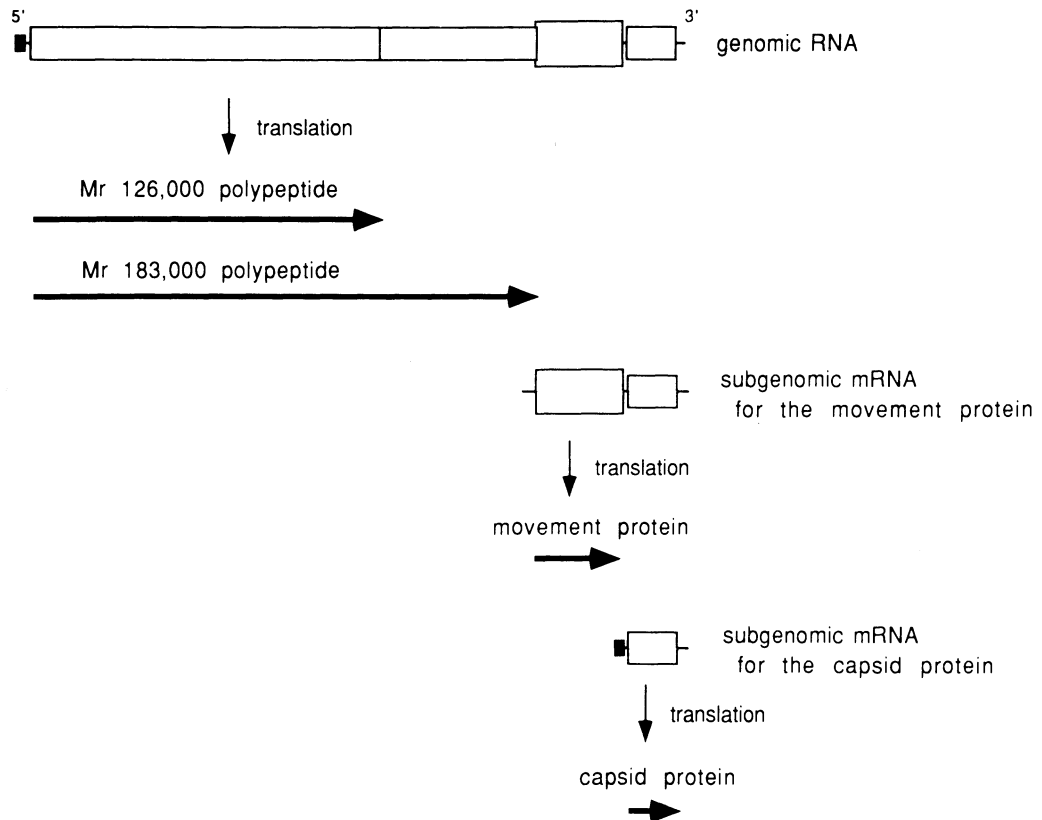 5'
3'
genomic RNA
translation
Mr 126,000 polypeptide
Mr 183,000 polypeptide
subgenomic mRNA
for the movement protein
translation
movement protein
subgenomic mRNA
for the capsid protein
translation
capsid protein